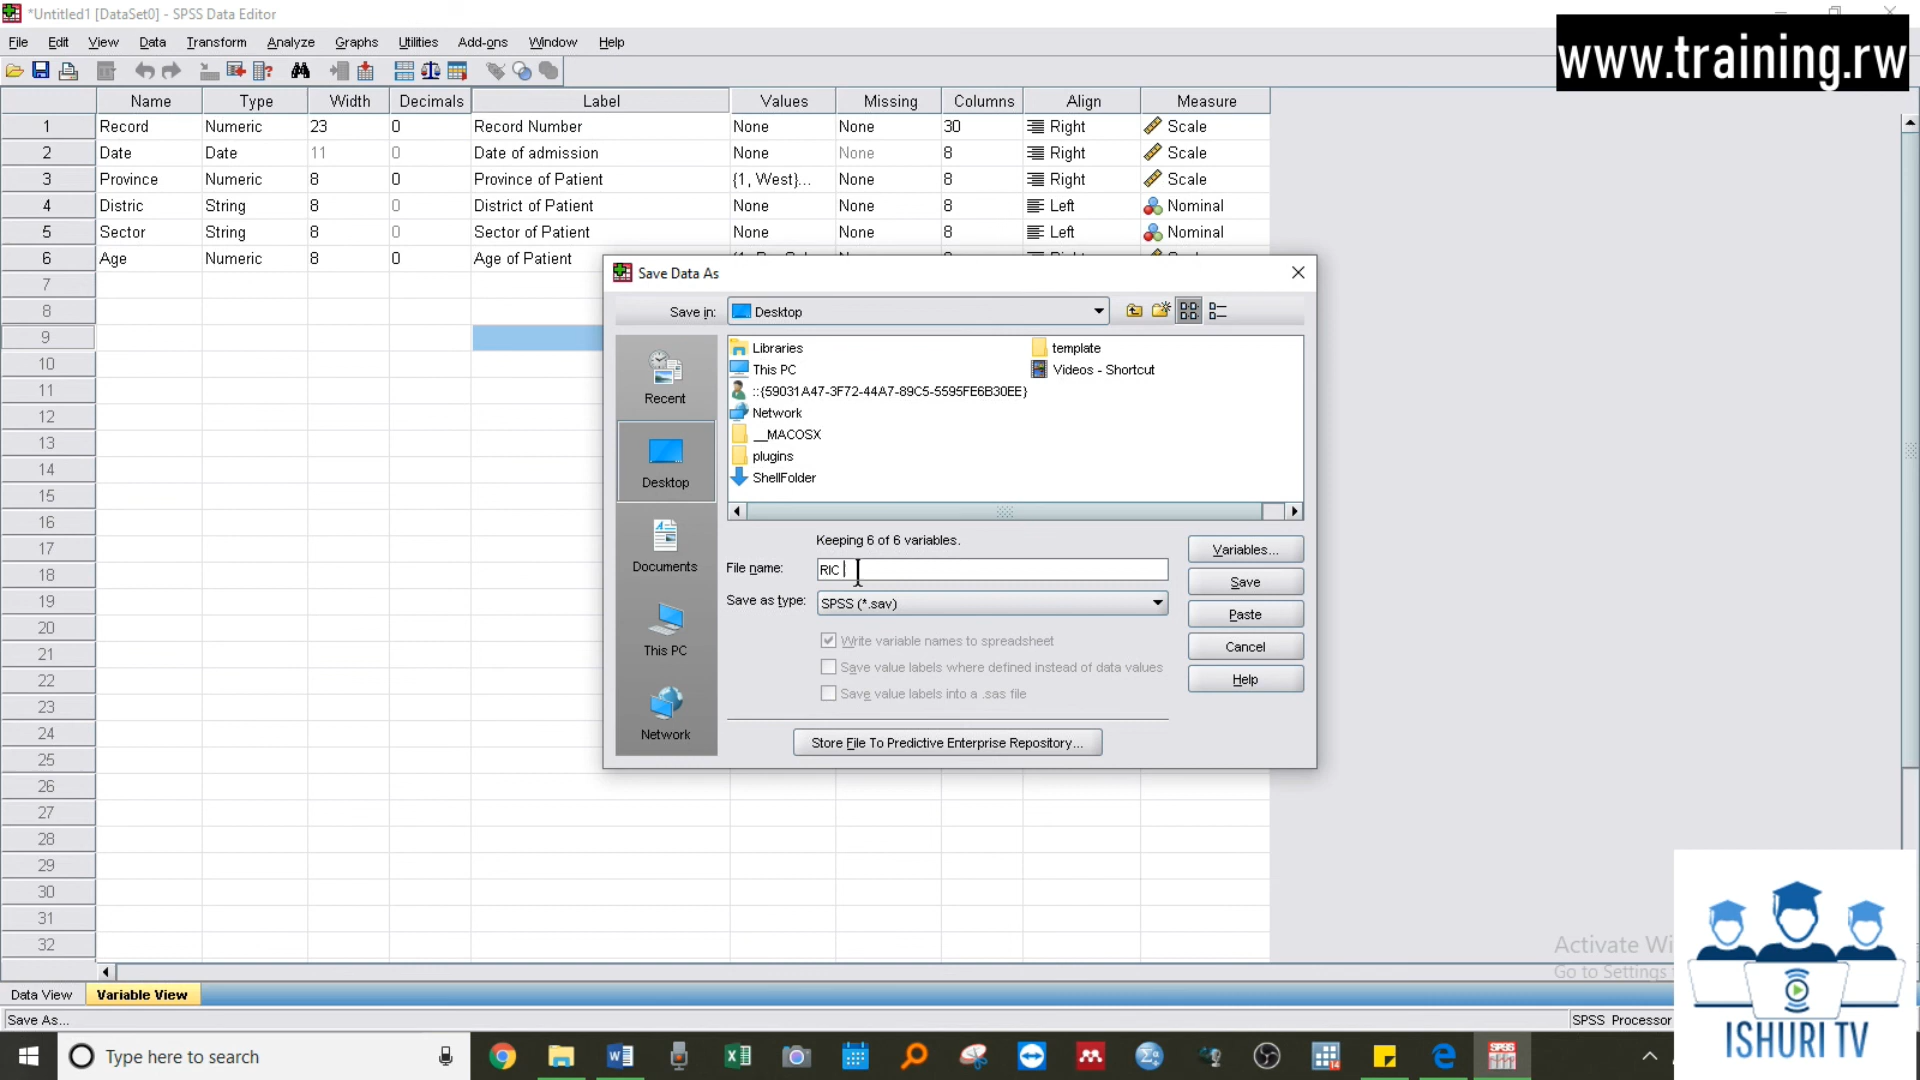 *Untitled1 [DataSet0] - SPSS Data Editor
www.training.rw
File Edit View Data Transform Analyze Graphs Utilities Add-ons Window Help
Name Type Width Decimals Label Values Missing Columns Align Measure
1 Record Numeric 23 0 Record Number None None 30 Right Scale
2 Date Date 11 0 Date of admission None None 8 Right Scale
3 Province Numeric 8 0 Province of Patient {1, West}... None 8 Right Scale
4 Distric String 8 0 District of Patient None None 8 Left Nominal
5 Sector String 8 0 Sector of Patient None None 8 Left Nominal
6 Age Numeric 8 0 Age of Patient
7
8
9
10
11
12
13
14
15
16
17
18
19
20
21
22
23
24
25
26
27
28
29
30
31
32
Save Data As
Save in: Desktop
Recent
Desktop
Documents
This PC
Network
Libraries
This PC
::{59031A47-3F72-44A7-89C5-5595FE6B30EE}
Network
__MACOSX
plugins
ShellFolder
template
Videos - Shortcut
Keeping 6 of 6 variables.
File name: RIC
Save as type: SPSS (*.sav)
Write variable names to spreadsheet
Save value labels where defined instead of data values
Save value labels into a .sas file
Variables...
Save
Paste
Cancel
Help
Store File To Predictive Enterprise Repository...
Activate
Go to Settings
Data View Variable View
Save As...
SPSS Processor
Type here to search
14
SPSS
ISHURI TV